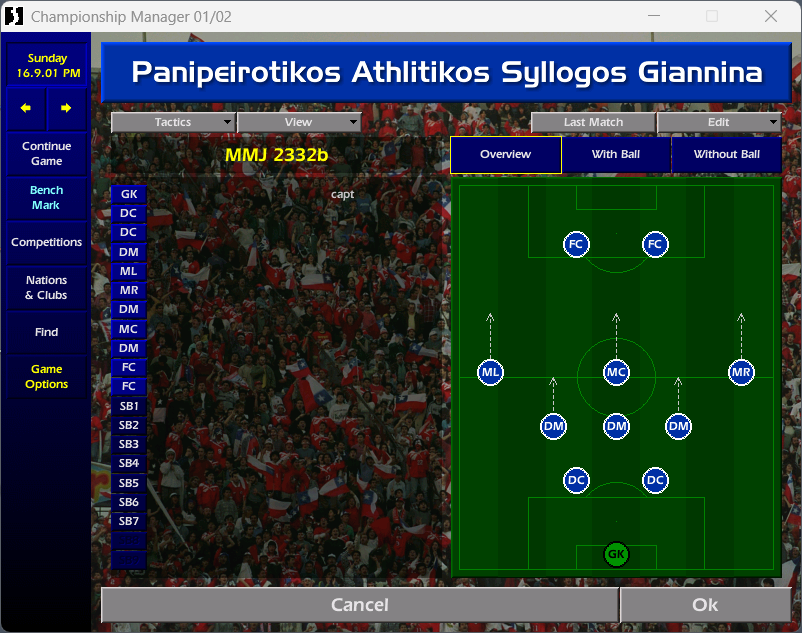 Championship Manager 01/02
Sunday
16.9.01 PM
Continue
Game
Bench
Mark
Competitions
Nations
& Clubs
Find
Game
Options
Panipeirotikos Athlitikos Syllogos Giannina
Tactics
View
Last Match
Edit
MMJ 2332b
Overview
With Ball
Without Ball
GK
capt
DC
DC
DM
ML
MR
DM
MC
DM
FC
FC
SB1
SB2
SB3
SB4
SB5
SB6
SB7
FC FC
ML MC MR
DM DM DM
DC DC
GK
Cancel
Ok